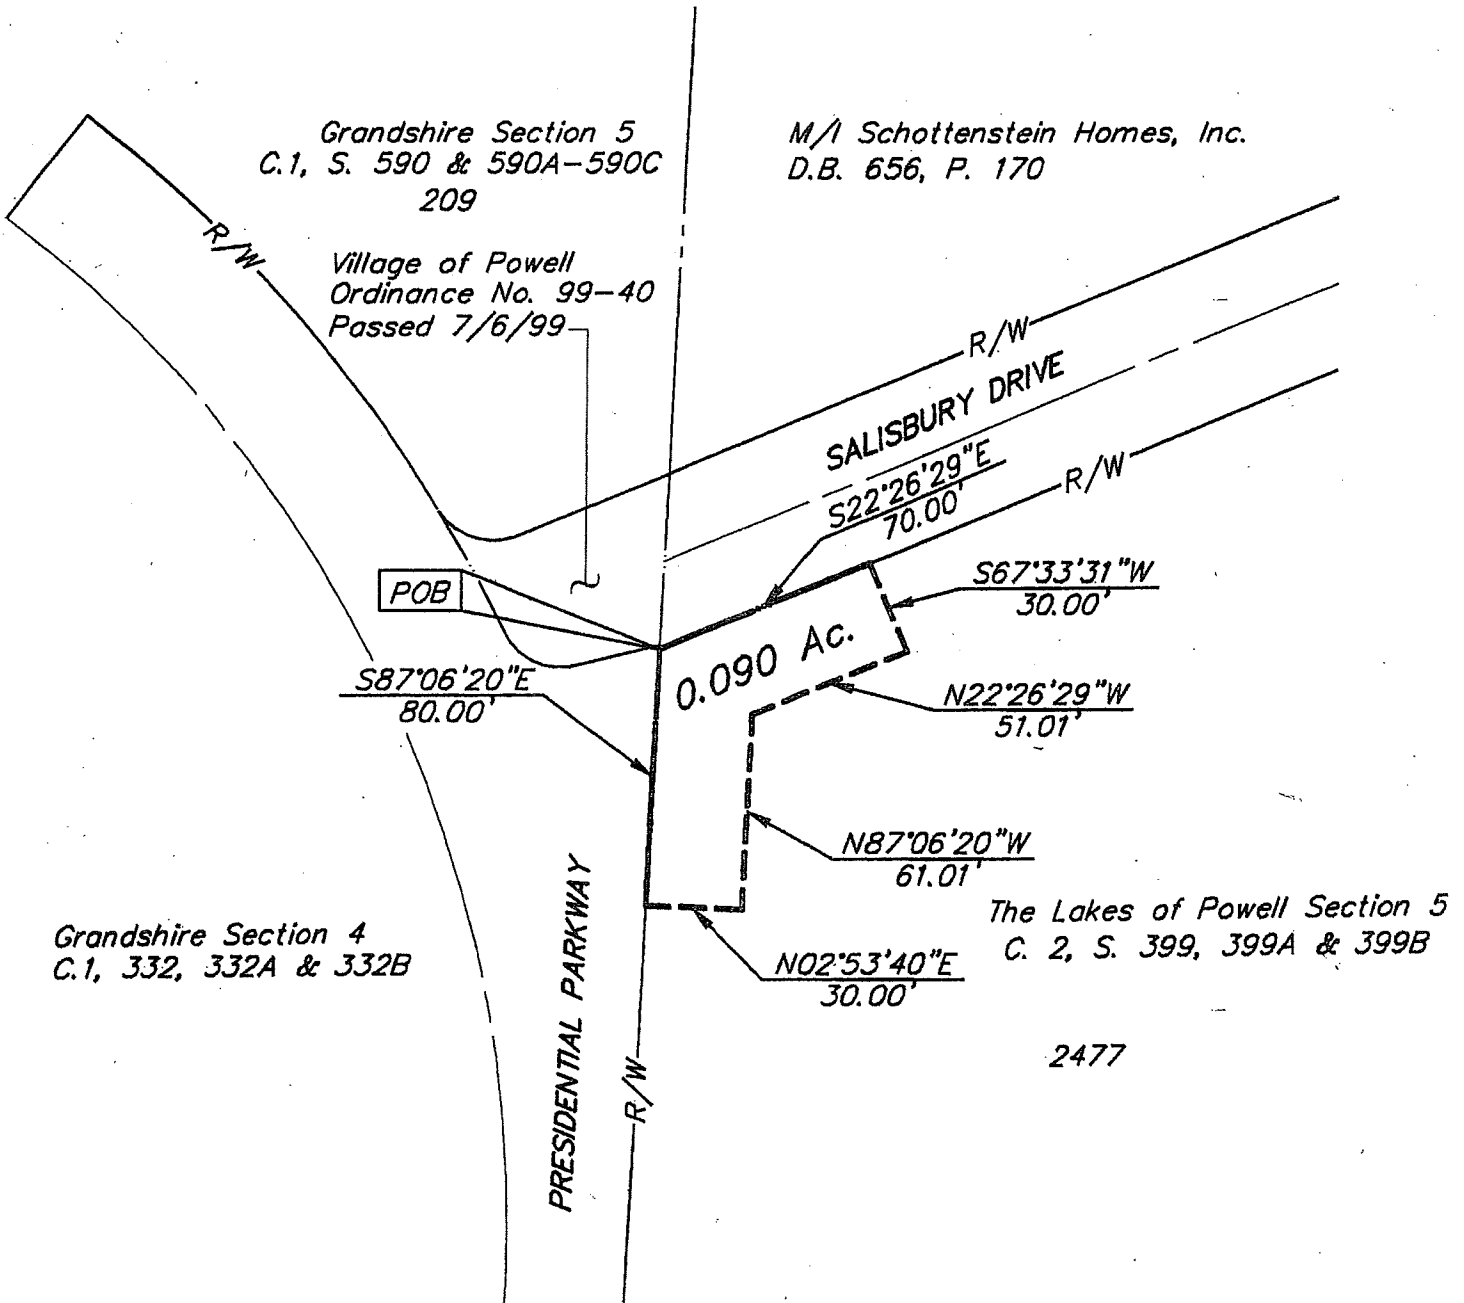 Grandshire Section 5
C.1, S. 590 & 590A-590C
209
M/I Schottenstein Homes, Inc.
D.B. 656, P. 170
R/W
Village of Powell
Ordinance No. 99-40
Passed 7/6/99
R/W
SALISBURY DRIVE
R/W
S22°26'29"E
70.00'
POB
S67°33'31"W
30.00'
0.090 Ac.
S87°06'20"E
80.00'
N22°26'29"W
51.01'
N87°06'20"W
61.01'
PRESIDENTIAL PARKWAY
The Lakes of Powell Section 5
C. 2, S. 399, 399A & 399B
Grandshire Section 4
C.1, 332, 332A & 332B
N02°53'40"E
30.00'
2477
R/W